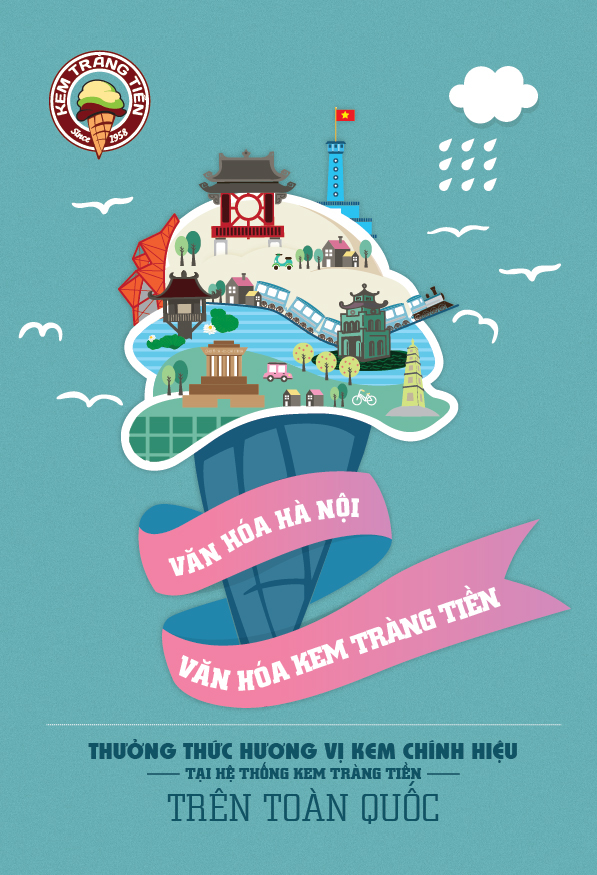 KEM TRÀNG TIỀN
Since 1958
VĂN HÓA HÀ NỘI
VĂN HÓA KEM TRÀNG TIỀN
THƯỞNG THỨC HƯƠNG VỊ KEM CHÍNH HIỆU
TẠI HỆ THỐNG KEM TRÀNG TIỀN
TRÊN TOÀN QUỐC